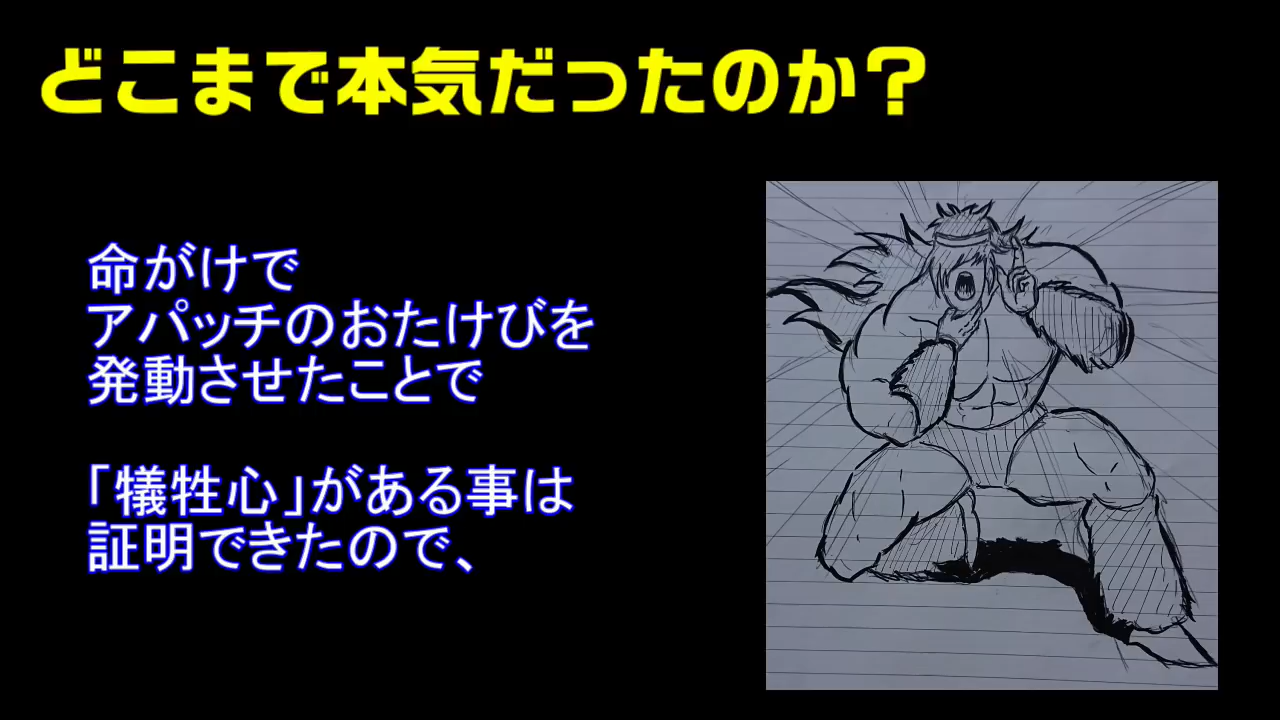 どこまで本気だったのか?
命がけで
アパッチのおたけびを
発動させたことで
「犠牲心」がある事は
証明できたので、